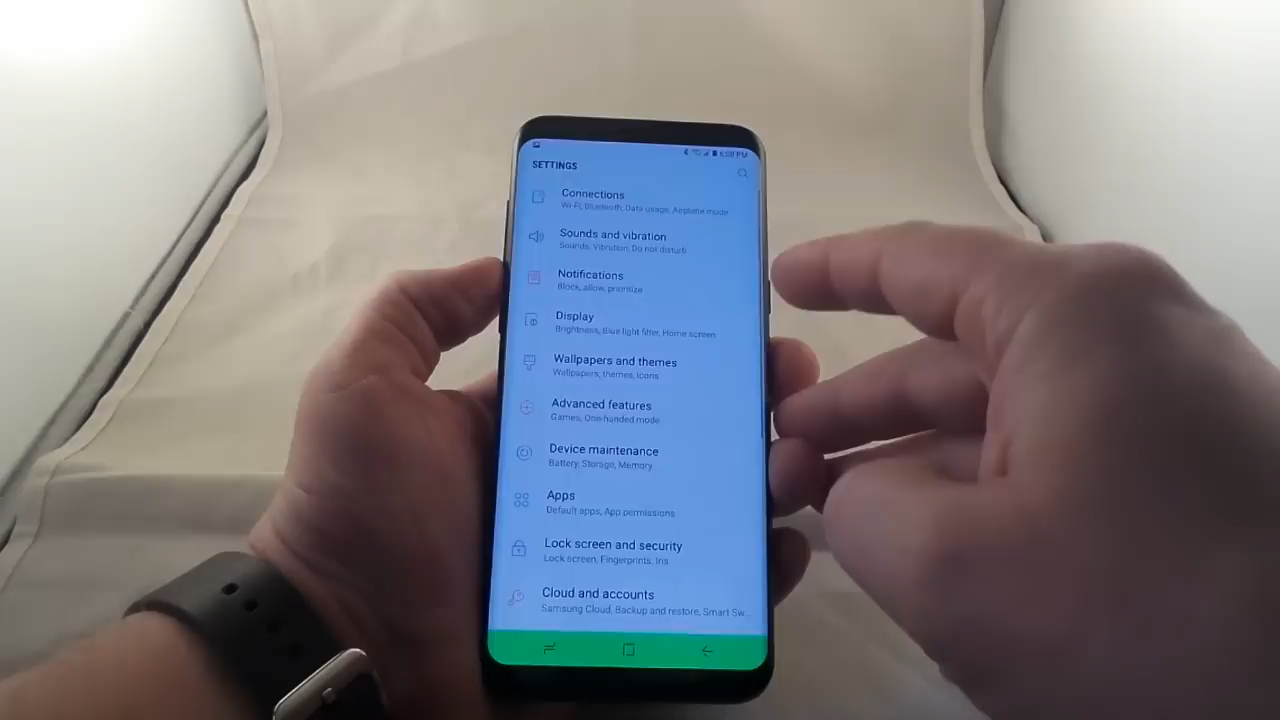 6:08 PM
SETTINGS
Connections
Wi-Fi, Bluetooth, Data usage, Airplane mode
Sounds and vibration
Sounds, Vibration, Do not disturb
Notifications
Block, allow, prioritize
Display
Brightness, Blue light filter, Home screen
Wallpapers and themes
Wallpapers, themes, icons
Advanced features
Games, One-handed mode
Device maintenance
Battery, Storage, Memory
Apps
Default apps, App permissions
Lock screen and security
Lock screen, Fingerprints, Iris
Cloud and accounts
Samsung Cloud, Backup and restore, Smart Sw...